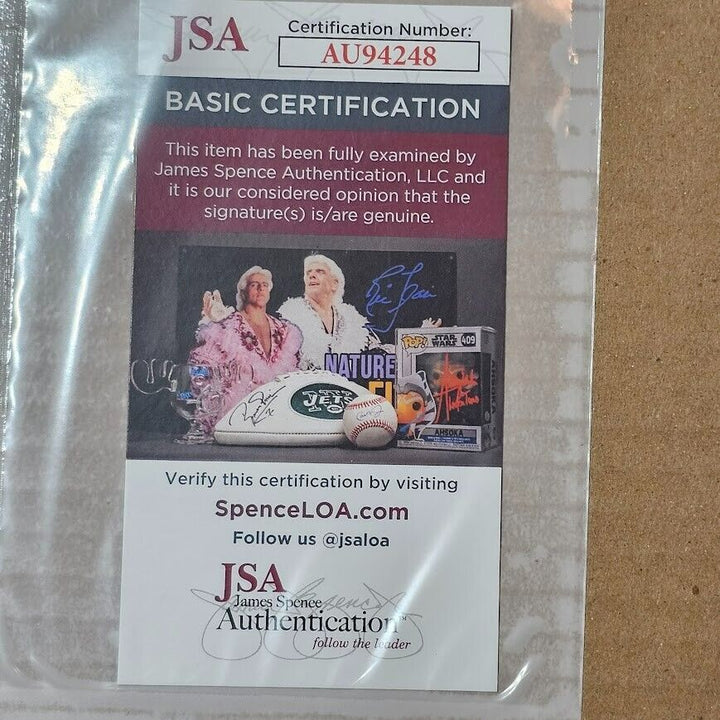 JSA
Certification Number:
AU94248
BASIC CERTIFICATION
This item has been fully examined by
James Spence Authentication, LLC and
it is our considered opinion that the
signature(s) is/are genuine.
NATURE
POP!
STAR
WARS
409
JETS
AHSOKA
Verify this certification by visiting
SpenceLOA.com
Follow us @jsaloa
JSA
James Spence
Authentication™
follow the leader